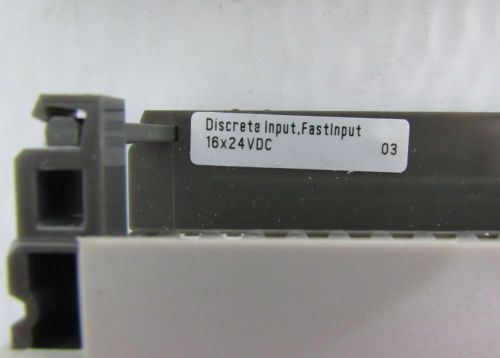 Discrete Input,FastInput
16x24VDC 03